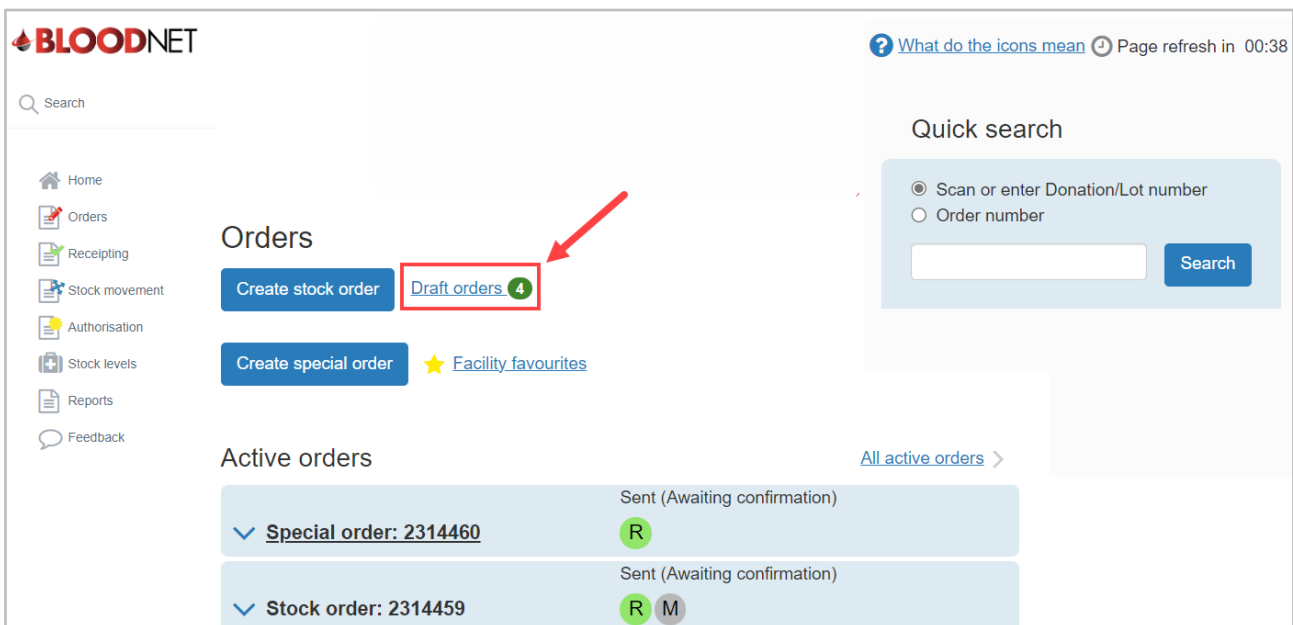 BLOODNET
What do the icons mean Page refresh in 00:38
Search
Quick search
Home
Scan or enter Donation/Lot number
Orders
Order number
Receipting
Search
Stock movement
Authorisation
Stock levels
Reports
Feedback
Orders
Create stock order Draft orders 4
Create special order Facility favourites
Active orders All active orders
Sent (Awaiting confirmation)
Special order: 2314460 R
Sent (Awaiting confirmation)
Stock order: 2314459 R M